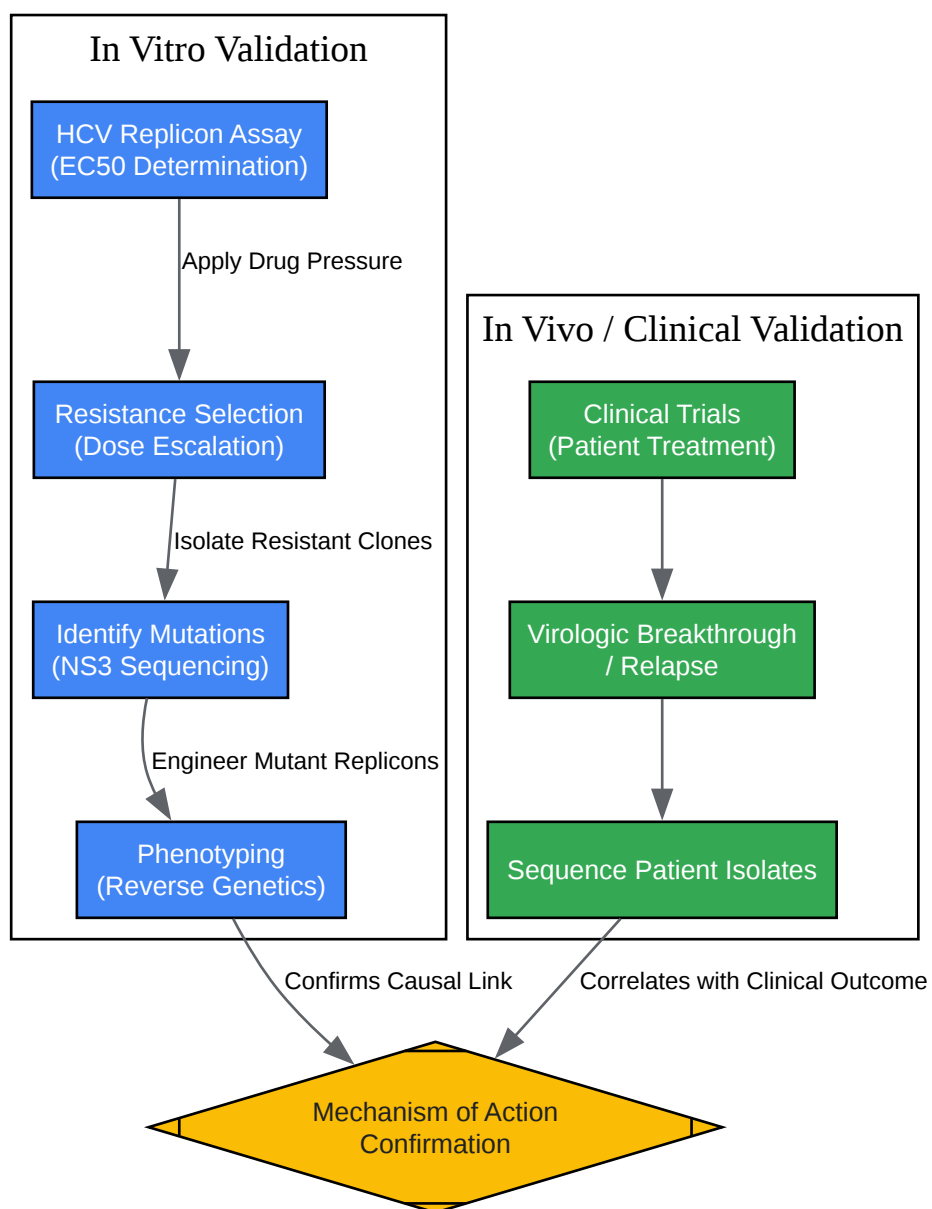 In Vitro Validation
HCV Replicon Assay
(EC50 Determination)
Apply Drug Pressure
Resistance Selection
(Dose Escalation)
Isolate Resistant Clones
Identify Mutations
(NS3 Sequencing)
Engineer Mutant Replicons
Phenotyping
(Reverse Genetics)
Confirms Causal Link
In Vivo / Clinical Validation
Clinical Trials
(Patient Treatment)
Virologic Breakthrough
/ Relapse
Sequence Patient Isolates
Correlates with Clinical Outcome
Mechanism of Action
Confirmation